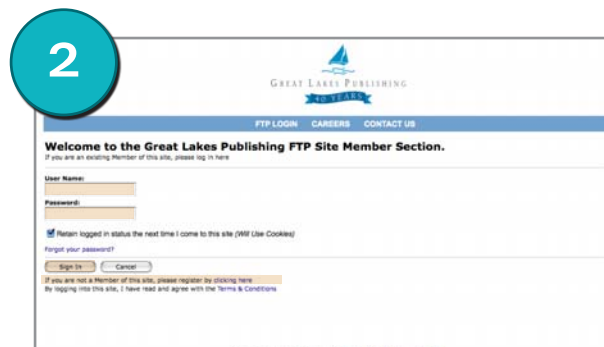 2
GREAT LAKES PUBLISHING
40 YEARS
FTP LOGIN CAREERS CONTACT US
Welcome to the Great Lakes Publishing FTP Site Member Section.
If you are an existing Member of this site, please log in here
User Name:
Password:
Retain logged in status the next time I come to this site (Will Use Cookies)
Forgot your password?
Sign In Cancel
If you are not a Member of this site, please register by clicking here
By logging into this site, I have read and agree with the Terms & Conditions